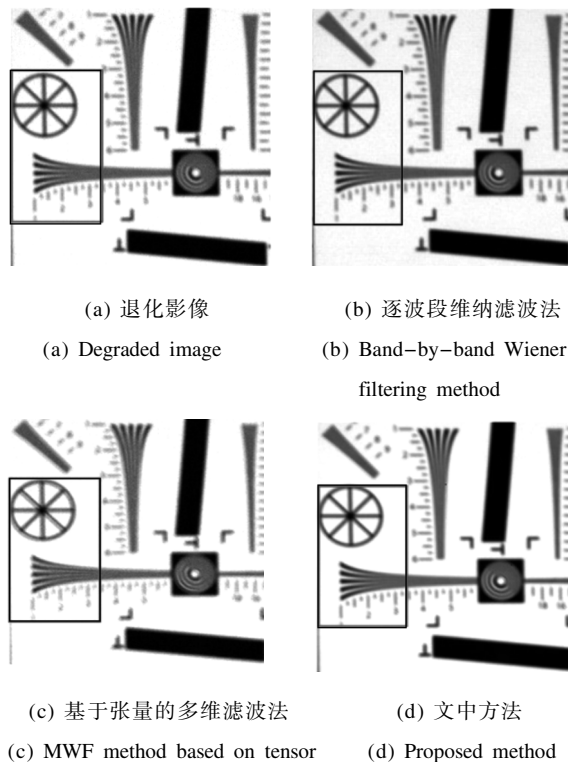 (a) 退化影像
(a) Degraded image
(b) 逐波段维纳滤波法
(b) Band-by-band Wiener
filtering method
(c) 基于张量的多维滤波法
(c) MWF method based on tensor
(d) 文中方法
(d) Proposed method